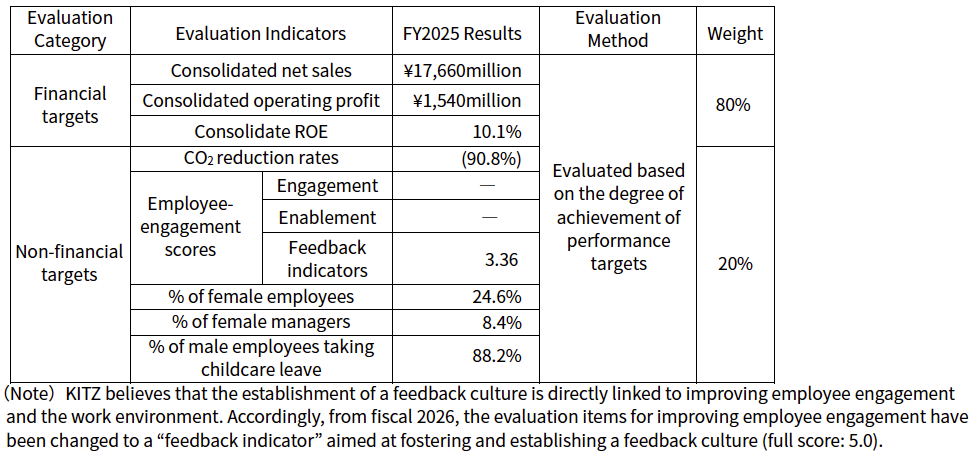 Evaluation Category Evaluation Indicators FY2025 Results Evaluation Method Weight
Financial targets
Consolidated net sales ¥17,660million
Consolidated operating profit ¥1,540million
Consolidate ROE 10.1%
Evaluated based on the degree of achievement of performance targets
80%
Non-financial targets
CO₂ reduction rates (90.8%)
Employee-engagement scores
Engagement —
Enablement —
Feedback indicators 3.36
% of female employees 24.6%
% of female managers 8.4%
% of male employees taking childcare leave 88.2%
20%
(Note) KITZ believes that the establishment of a feedback culture is directly linked to improving employee engagement
and the work environment. Accordingly, from fiscal 2026, the evaluation items for improving employee engagement have
been changed to a “feedback indicator” aimed at fostering and establishing a feedback culture (full score: 5.0).